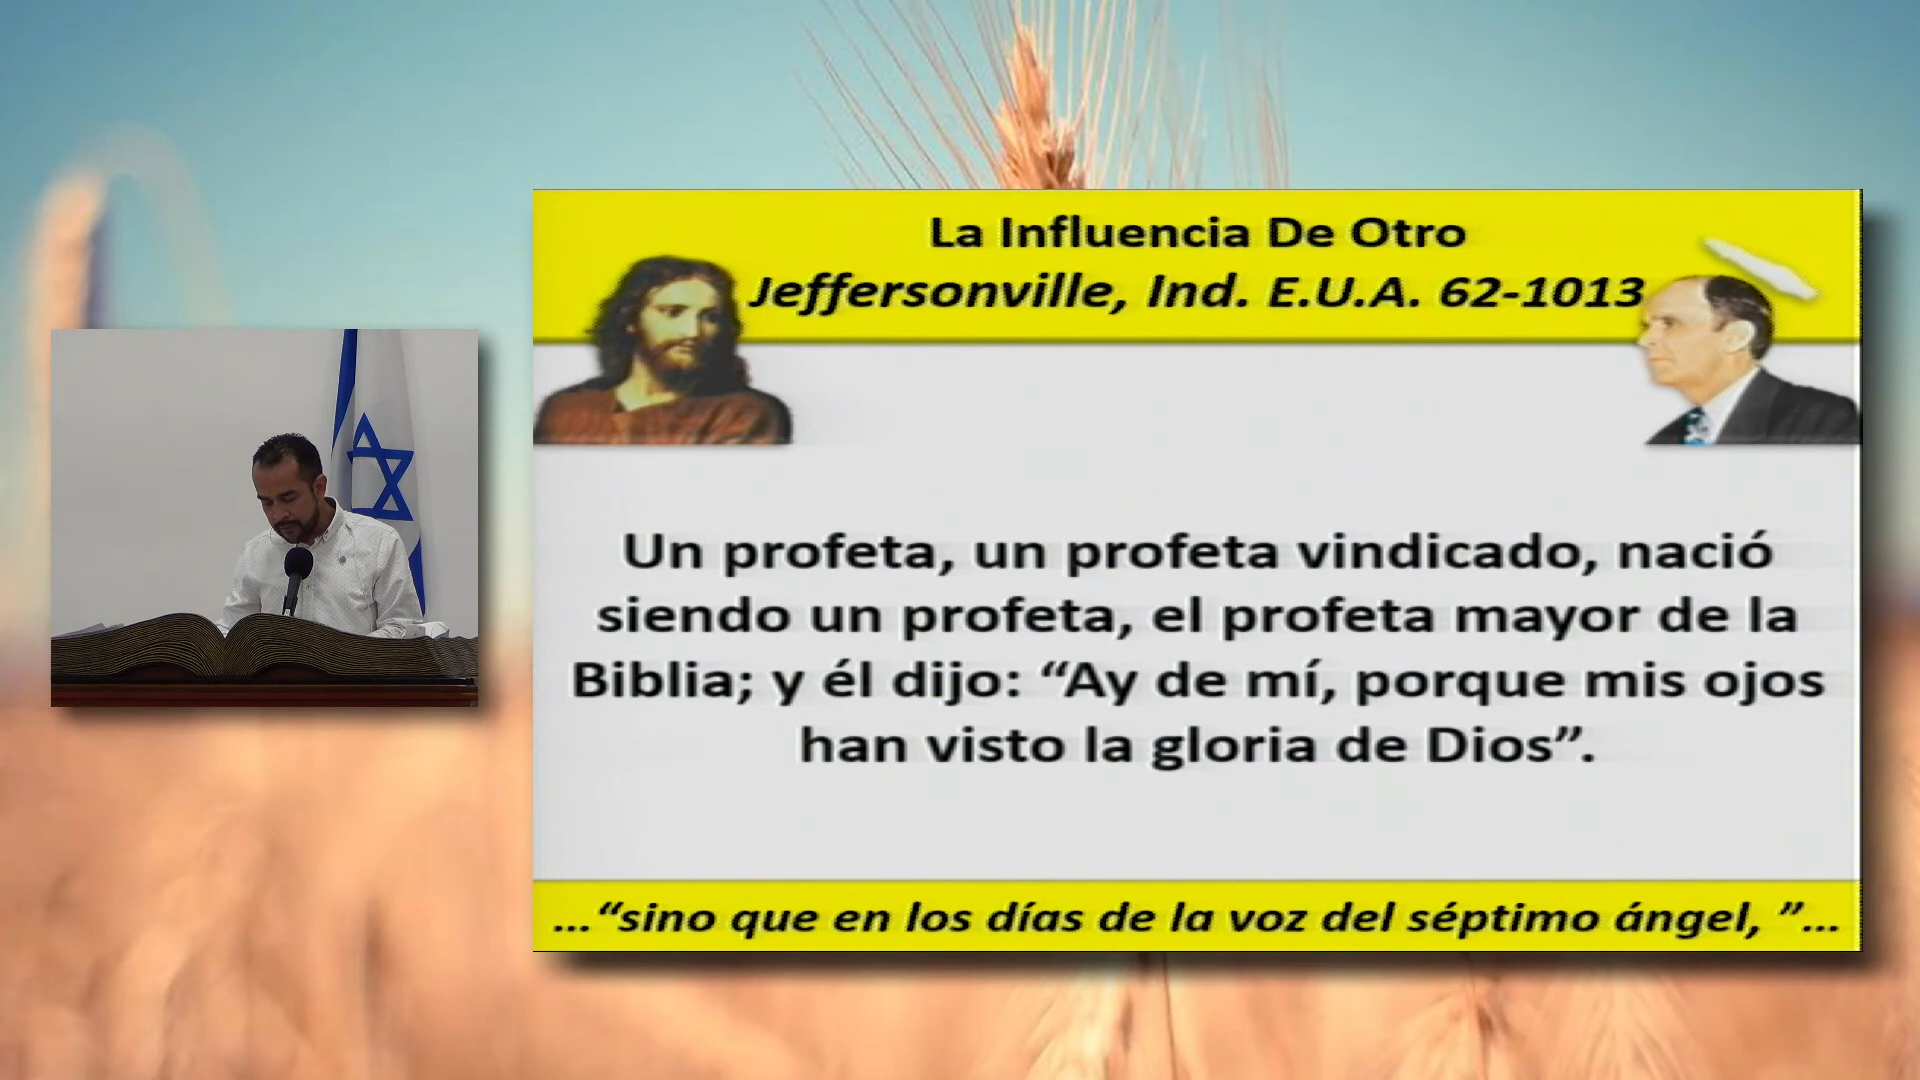 La Influencia De Otro
Jeffersonville, Ind. E.U.A. 62-1013
Un profeta, un profeta vindicado, nació
siendo un profeta, el profeta mayor de la
Biblia; y él dijo: “Ay de mí, porque mis ojos
han visto la gloria de Dios”.
...“sino que en los días de la voz del séptimo ángel, ”...